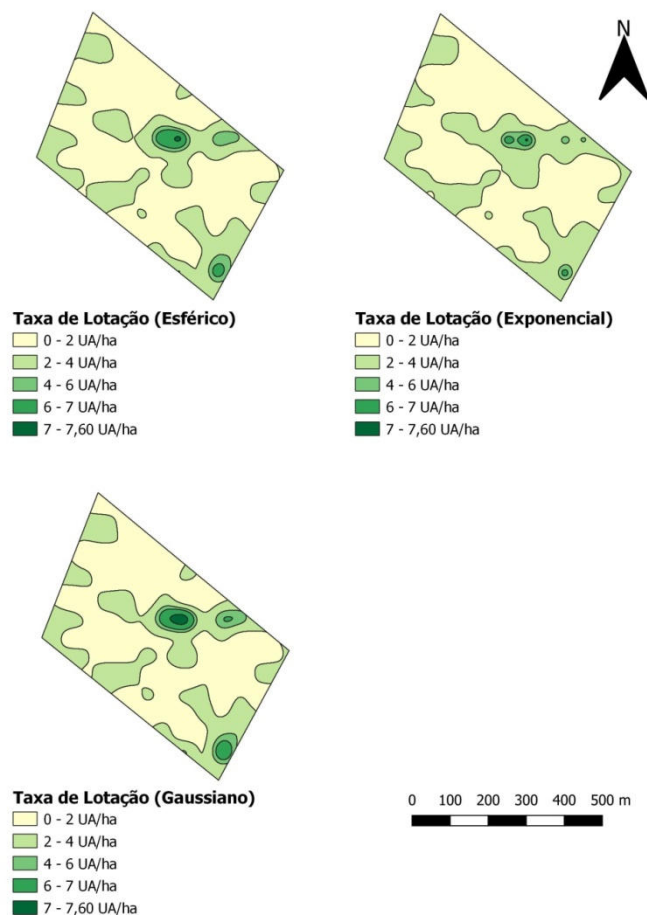 N
Taxa de Lotação (Esférico)
0 - 2 UA/ha
2 - 4 UA/ha
4 - 6 UA/ha
6 - 7 UA/ha
7 - 7,60 UA/ha
Taxa de Lotação (Exponencial)
0 - 2 UA/ha
2 - 4 UA/ha
4 - 6 UA/ha
6 - 7 UA/ha
7 - 7,60 UA/ha
Taxa de Lotação (Gaussiano)
0 - 2 UA/ha
2 - 4 UA/ha
4 - 6 UA/ha
6 - 7 UA/ha
7 - 7,60 UA/ha
0 100 200 300 400 500 m